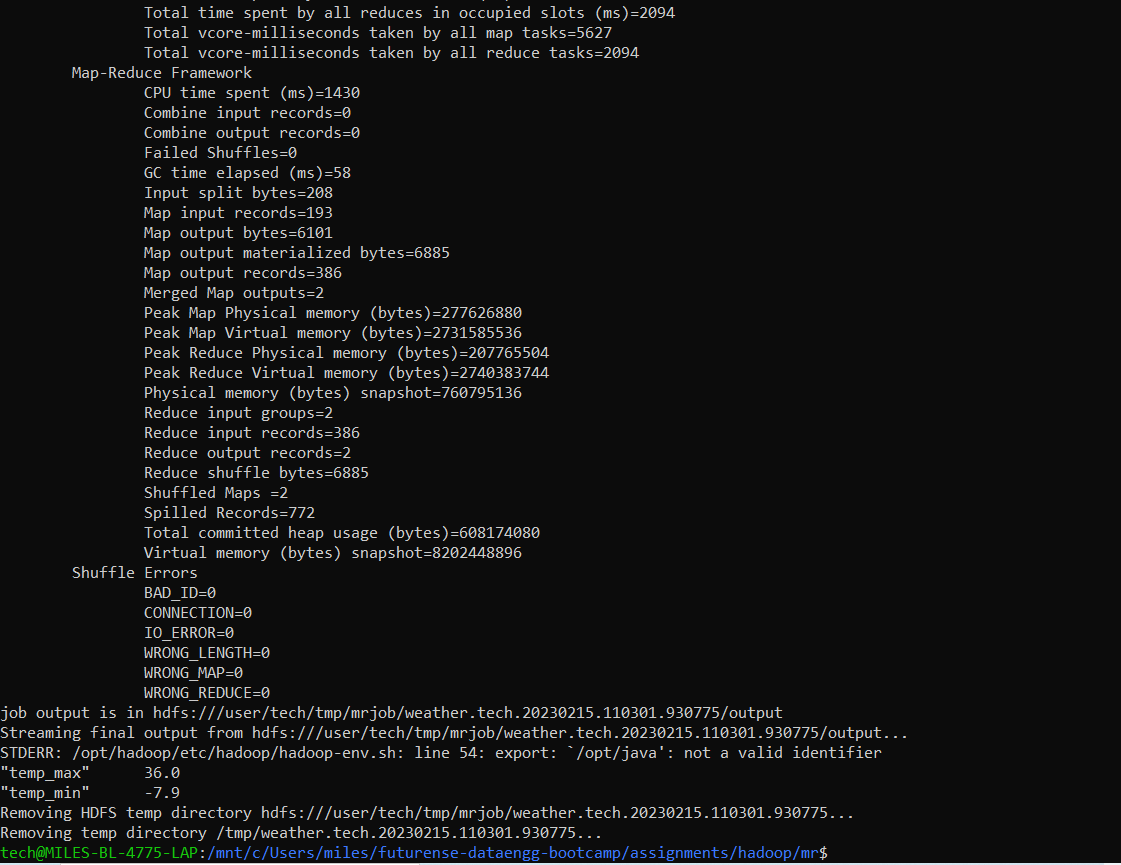 Total time spent by all reduces in occupied slots (ms)=2094
Total vcore-milliseconds taken by all map tasks=5627
Total vcore-milliseconds taken by all reduce tasks=2094
Map-Reduce Framework
CPU time spent (ms)=1430
Combine input records=0
Combine output records=0
Failed Shuffles=0
GC time elapsed (ms)=58
Input split bytes=208
Map input records=193
Map output bytes=6101
Map output materialized bytes=6885
Map output records=386
Merged Map outputs=2
Peak Map Physical memory (bytes)=277626880
Peak Map Virtual memory (bytes)=2731585536
Peak Reduce Physical memory (bytes)=207765504
Peak Reduce Virtual memory (bytes)=2740383744
Physical memory (bytes) snapshot=760795136
Reduce input groups=2
Reduce input records=386
Reduce output records=2
Reduce shuffle bytes=6885
Shuffled Maps =2
Spilled Records=772
Total committed heap usage (bytes)=608174080
Virtual memory (bytes) snapshot=8202448896
Shuffle Errors
BAD_ID=0
CONNECTION=0
IO_ERROR=0
WRONG_LENGTH=0
WRONG_MAP=0
WRONG_REDUCE=0
job output is in hdfs:///user/tech/tmp/mrjob/weather.tech.20230215.110301.930775/output
Streaming final output from hdfs:///user/tech/tmp/mrjob/weather.tech.20230215.110301.930775/output...
STDERR: /opt/hadoop/etc/hadoop/hadoop-env.sh: line 54: export: `/opt/java': not a valid identifier
"temp_max"      36.0
"temp_min"      -7.9
Removing HDFS temp directory hdfs:///user/tech/tmp/mrjob/weather.tech.20230215.110301.930775...
Removing temp directory /tmp/weather.tech.20230215.110301.930775...
tech@MILES-BL-4775-LAP:/mnt/c/Users/miles/futurense-dataengg-bootcamp/assignments/hadoop/mr$